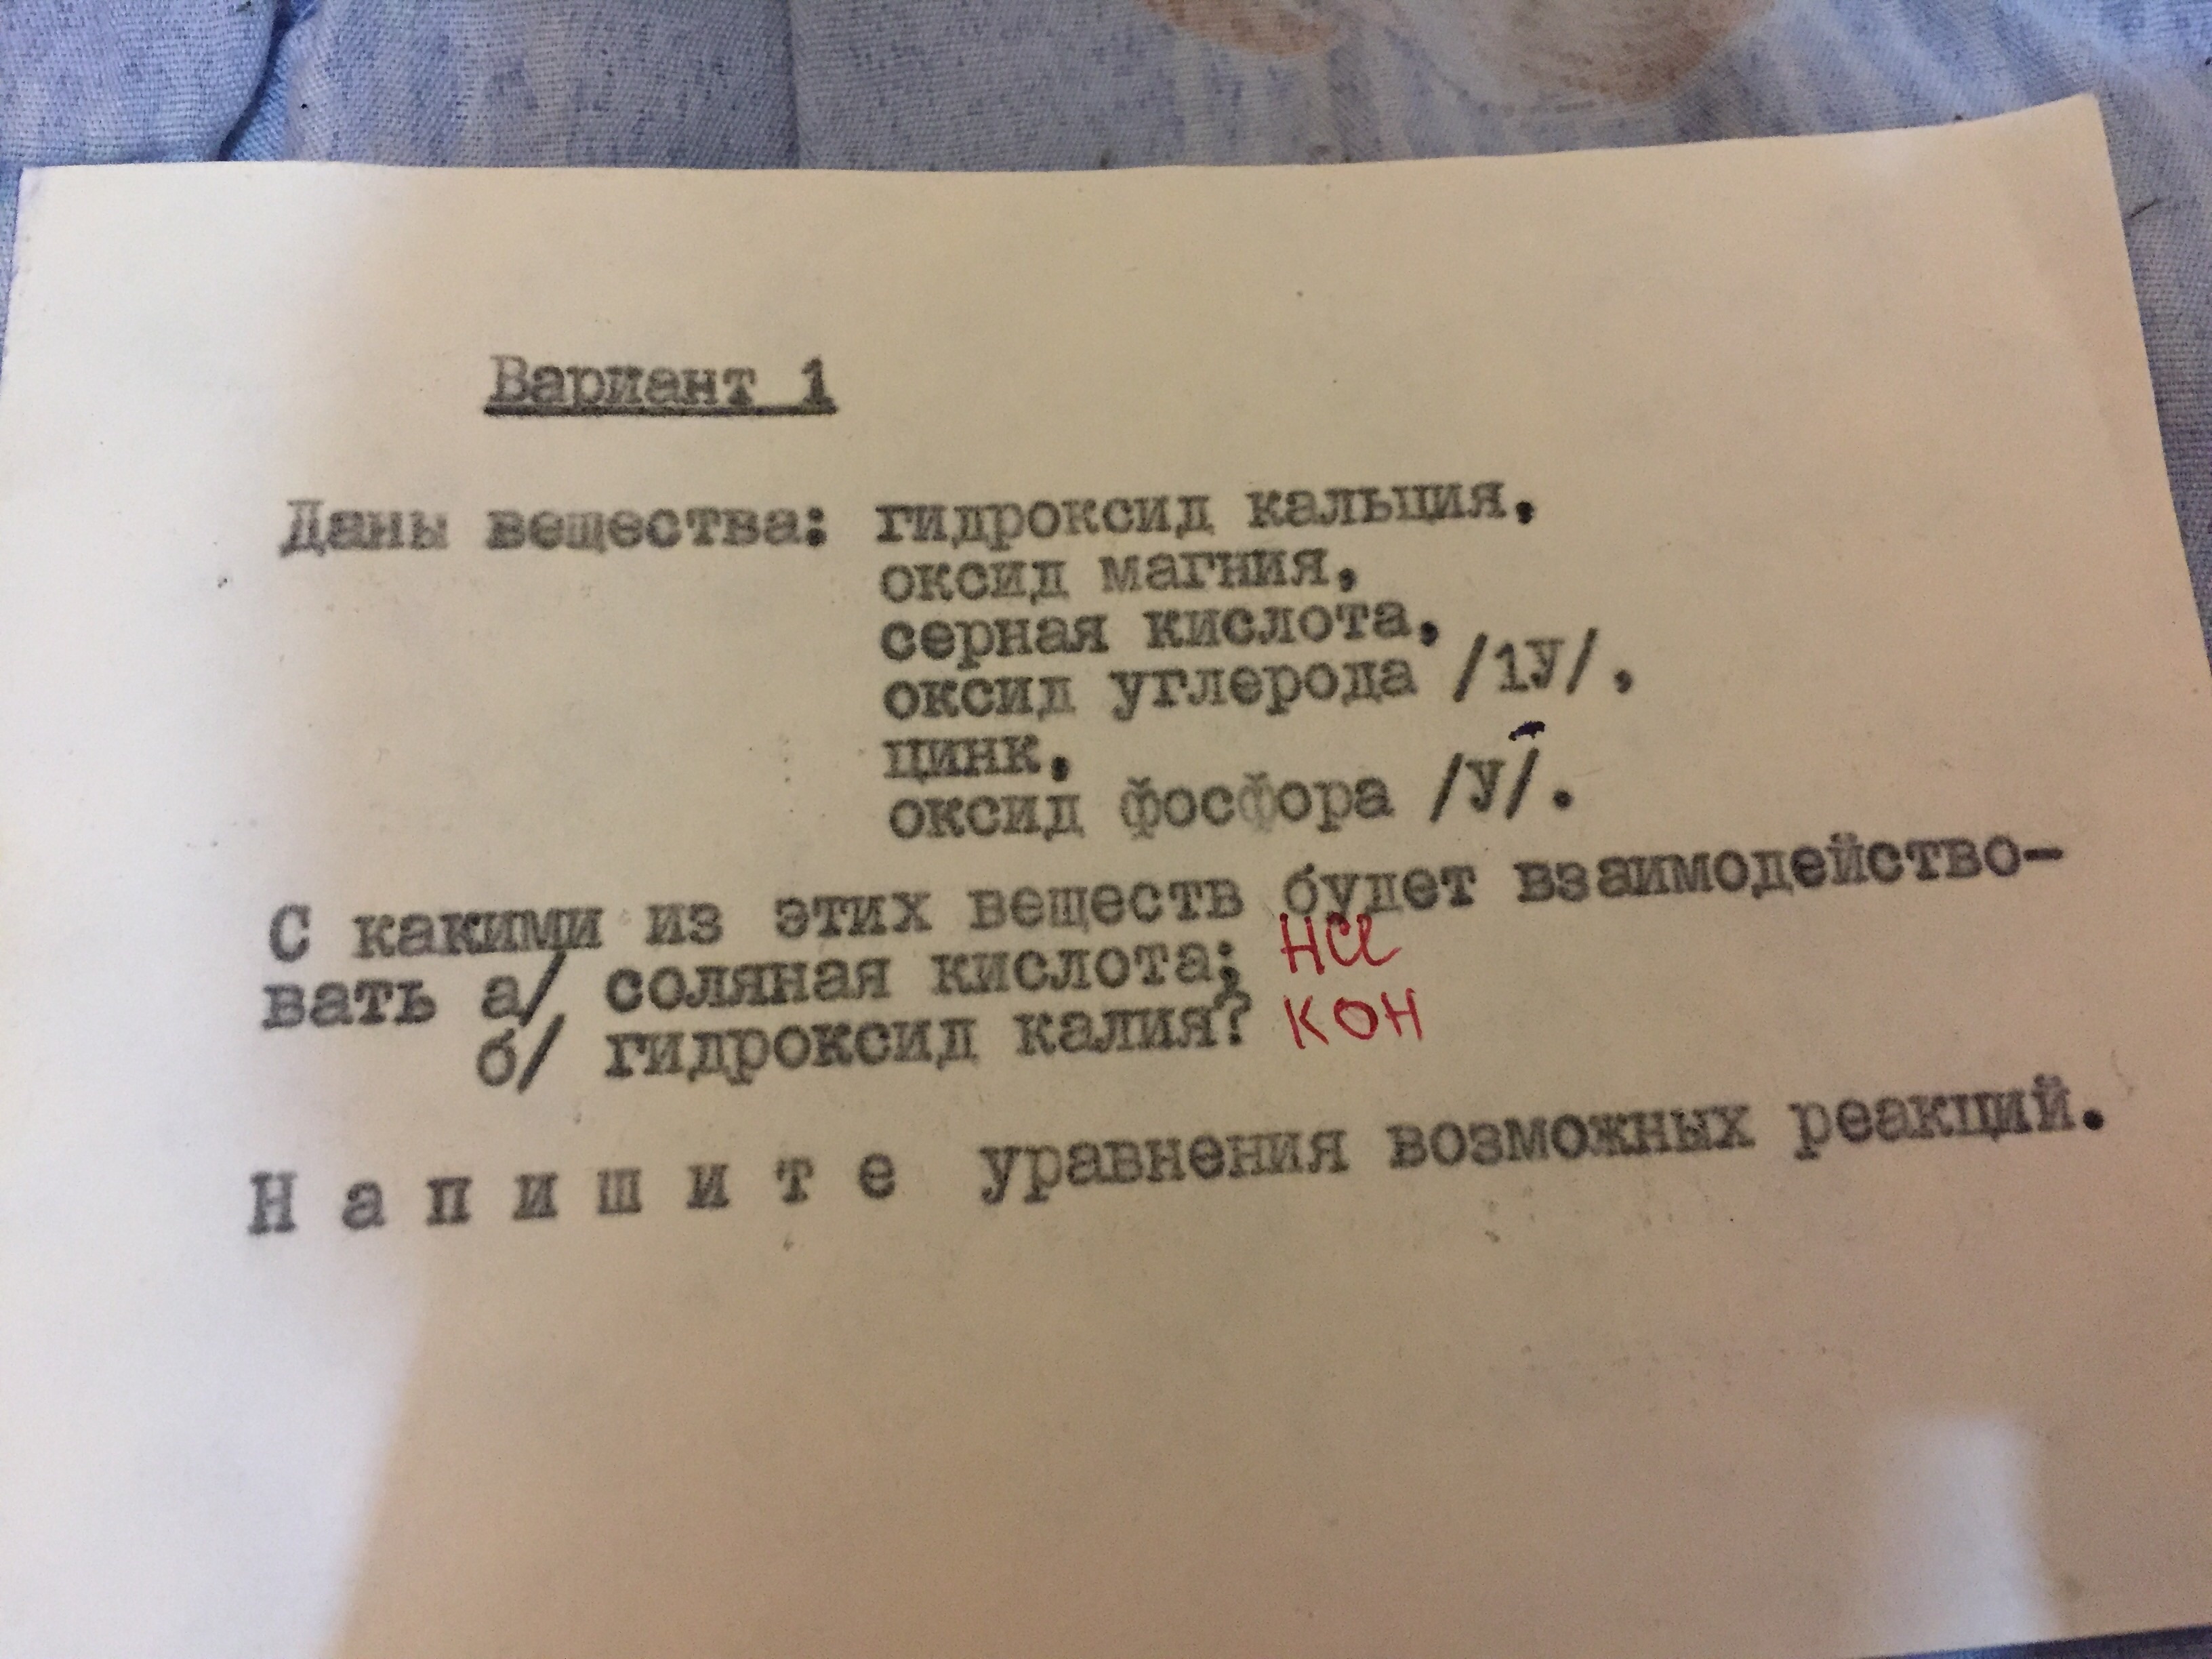 Вариант 1
Даны вещества: гидроксид кальция,
оксид магния,
серная кислота,
оксид углерода /1У/,
цинк,
оксид фосфора /У/.
С какими из этих веществ будет взаимодейство-
вать а/ соляная кислота; HCl
б/ гидроксид калия? KOH
Н а п и ш и т е уравнения возможных реакций.